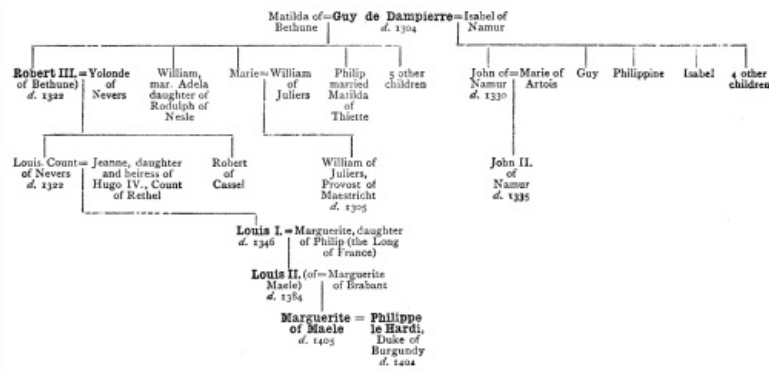 Matilda of=Guy de Dampierre=Isabel of
Bethune d. 1304 Namur
Robert III.=Yolonde
of Bethune) of
d. 1322 Nevers
William,
mar. Adela
daughter of
Rodulph of
Nesle
Marie=William
of
Juliers
Philip
married
Matilda
of
Thiette
5 other
children
John of=Marie of
Namur Artois
d. 1330
Guy
Philippine
Isabel
4 other
children
Louis. Count= Jeanne, daughter
of Nevers and heiress of
d. 1322 Hugo IV., Count
of Rethel
Robert
of
Cassel
William of
Juliers,
Provost of
Maestricht
d. 1305
John II.
of
Namur
d. 1335
Louis I.=Marguerite, daughter
d. 1346 of Philip (the Long
of France)
Louis II. (of=Marguerite
Maele) of Brabant
d. 1384
Marguerite = Philippe
of Maele le Hardi,
d. 1405 Duke of
Burgundy
d. 1404